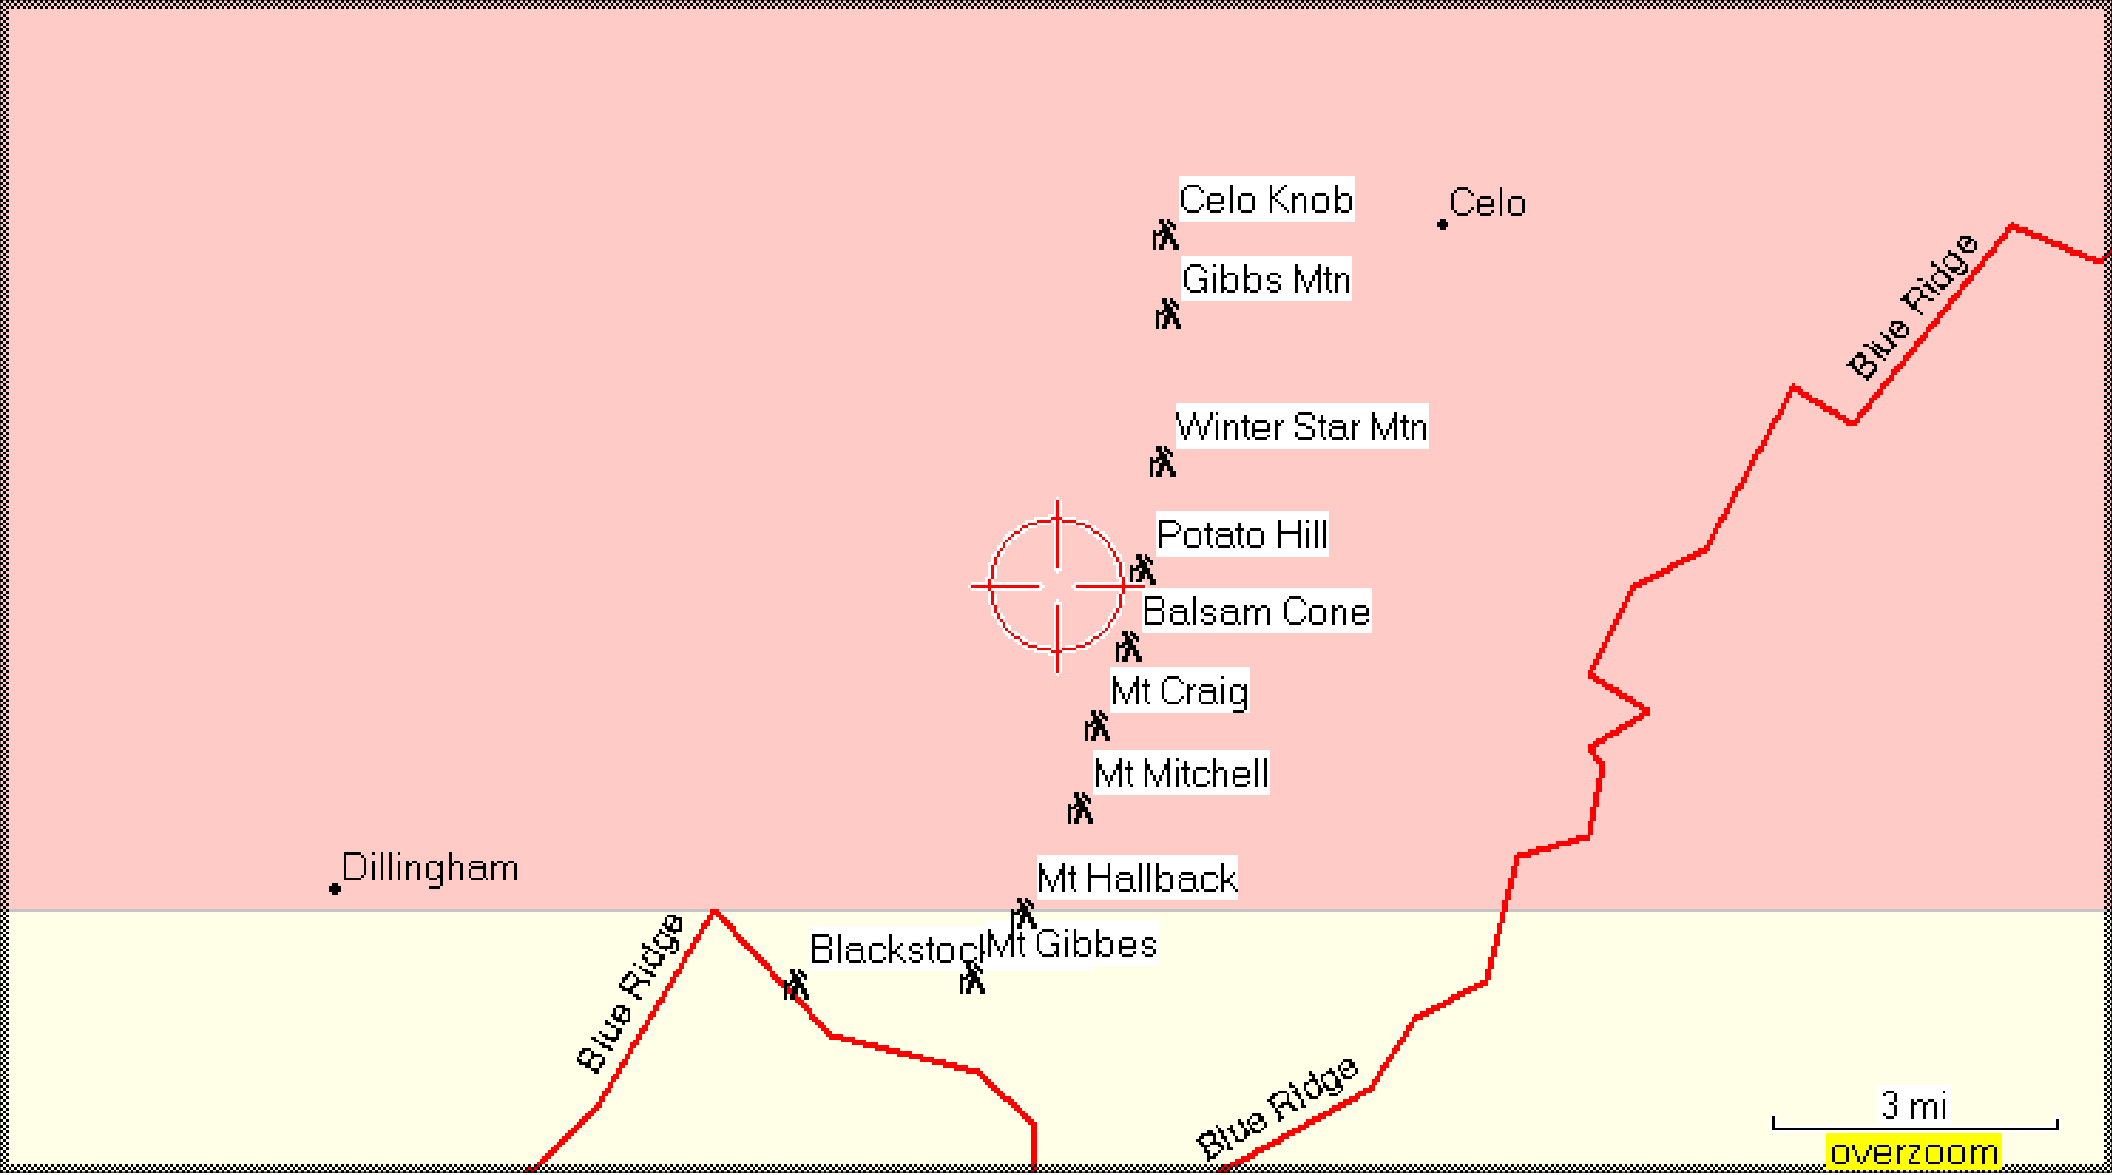 Celo Knob
Celo
Gibbs Mtn
Blue Ridge
Winter Star Mtn
Potato Hill
Balsam Cone
Mt Craig
Mt Mitchell
Dillingham
Mt Hallback
Mt Gibbes
Blue Ridge
Blue Ridge
3 mi
overzoom